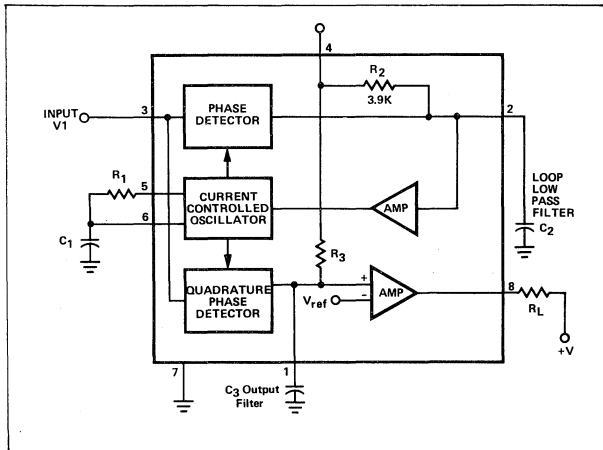 4
R2
3.9K
INPUT
V1
3
PHASE
DETECTOR
2
R1
5
6
CURRENT
CONTROLLED
OSCILLATOR
AMP
LOOP
LOW
PASS
FILTER
C2
C1
R3
QUADRATURE
PHASE
DETECTOR
+
Vref
-
AMP
8
RL
+V
7
1
C3 Output
Filter